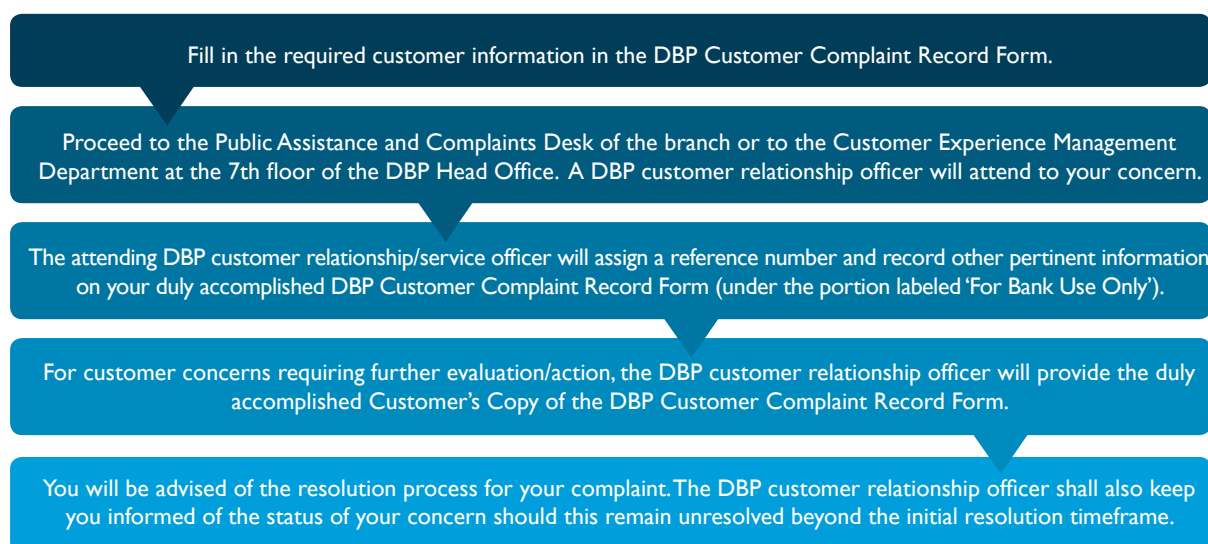 Fill in the required customer information in the DBP Customer Complaint Record Form.
Proceed to the Public Assistance and Complaints Desk of the branch or to the Customer Experience Management
Department at the 7th floor of the DBP Head Office. A DBP customer relationship officer will attend to your concern.
The attending DBP customer relationship/service officer will assign a reference number and record other pertinent information
on your duly accomplished DBP Customer Complaint Record Form (under the portion labeled ‘For Bank Use Only’).
For customer concerns requiring further evaluation/action, the DBP customer relationship officer will provide the duly
accomplished Customer’s Copy of the DBP Customer Complaint Record Form.
You will be advised of the resolution process for your complaint. The DBP customer relationship officer shall also keep
you informed of the status of your concern should this remain unresolved beyond the initial resolution timeframe.